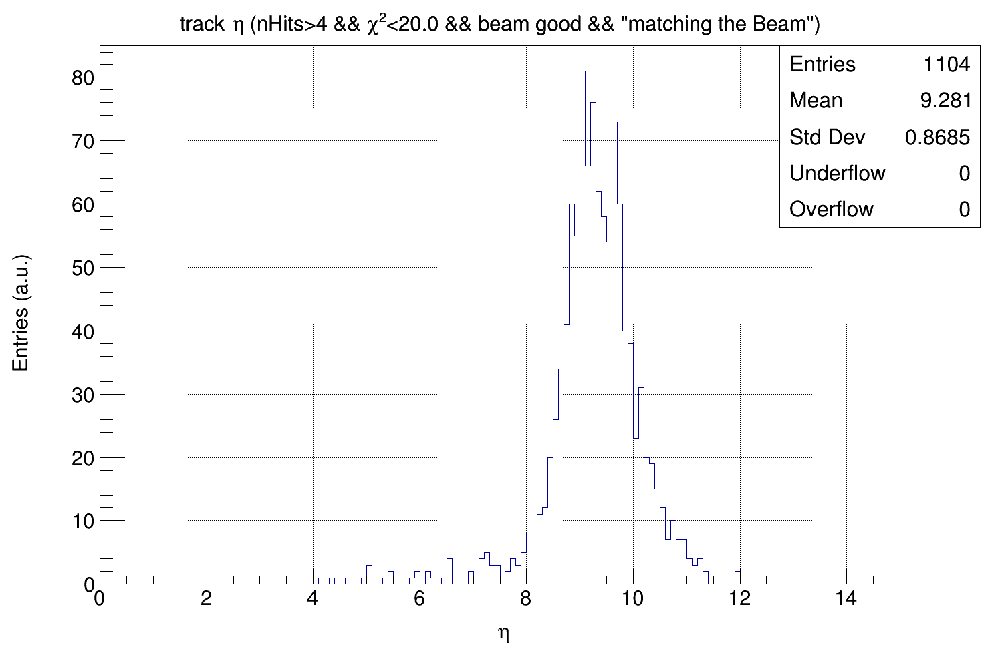 track η (nHits>4 && χ²<20.0 && beam good && "matching the Beam")
Entries 1104
Mean 9.281
Std Dev 0.8685
Underflow 0
Overflow 0
Entries (a.u.)
80
70
60
50
40
30
20
10
0
0 2 4 6 8 10 12 14
η